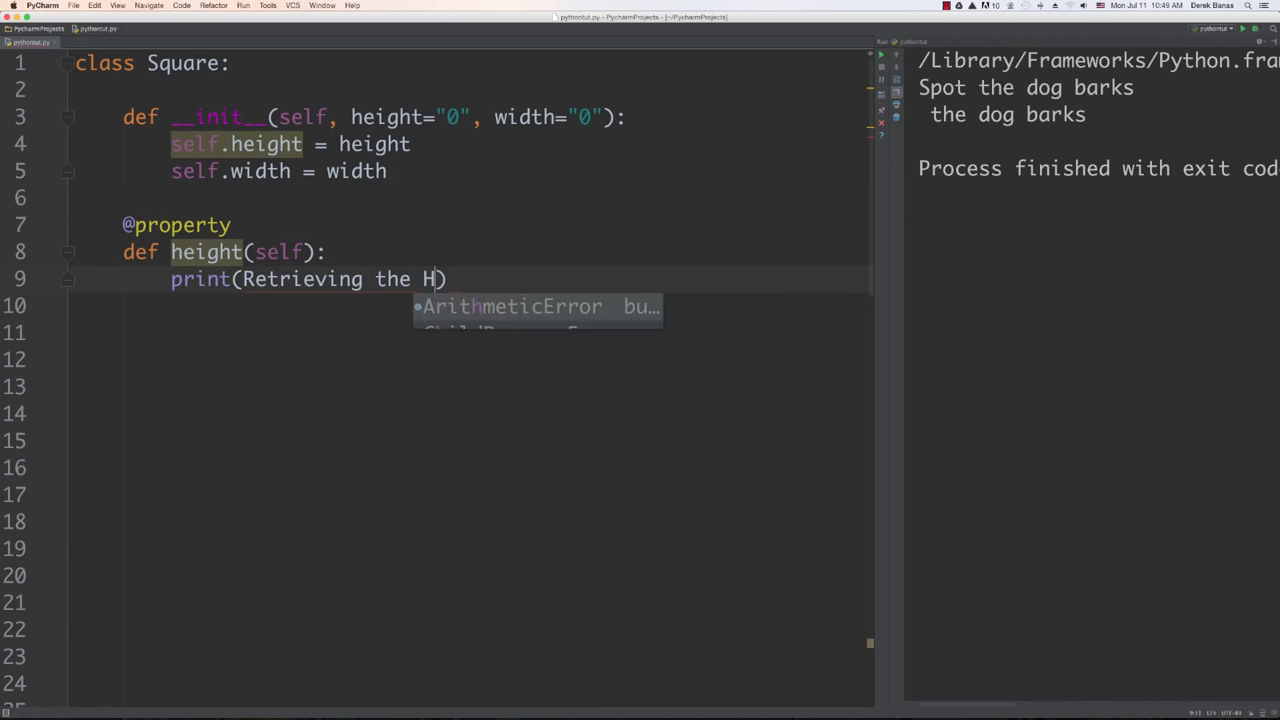 PyCharm File Edit View Navigate Code Refactor Run Tools VCS Window Help Mon Jul 11 10:49 AM Derek Banas
pythontut.py - PycharmProjects - [~/PycharmProjects]
PycharmProjects pythontut.py pythontut
pythontut.py
Run pythontut
1 class Square:
2
3 def __init__(self, height="0", width="0"):
4 self.height = height
5 self.width = width
6
7 @property
8 def height(self):
9 print(Retrieving the H)
10 ArithmeticError bu…
11
12
13
14
15
16
17
18
19
20
21
22
23
24
/Library/Frameworks/Python.fra
Spot the dog barks
the dog barks
Process finished with exit cod
9:31 LF÷ UTF-8÷